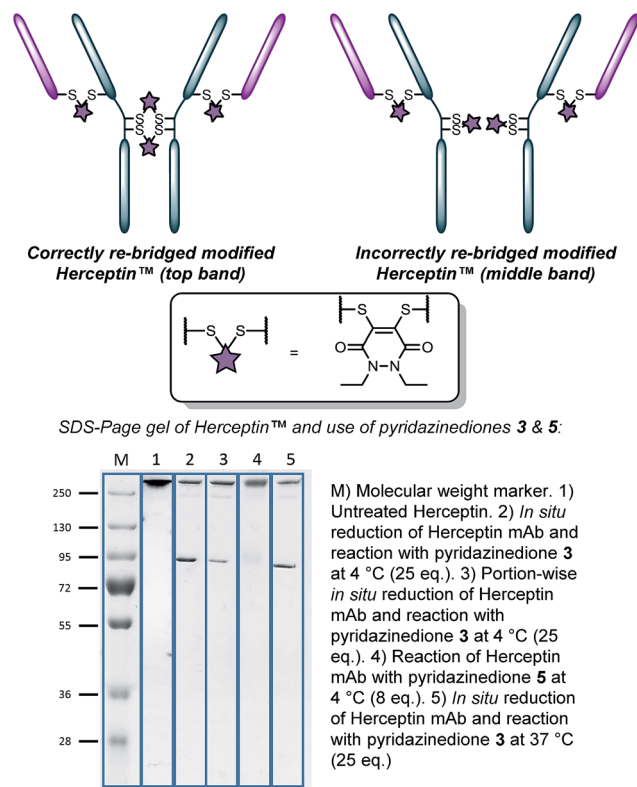 S S
S S
S S
S S
Correctly re-bridged modified
Herceptin™ (top band)
S S
S
S
S
S
S S
Incorrectly re-bridged modified
Herceptin™ (middle band)
S S
=
S S
O O
N N
SDS-Page gel of Herceptin™ and use of pyridazinediones 3 & 5:
M 1 2 3 4 5
250
130
95
72
55
36
28
M) Molecular weight marker. 1)
Untreated Herceptin. 2) In situ
reduction of Herceptin mAb and
reaction with pyridazinedione 3
at 4 °C (25 eq.). 3) Portion-wise
in situ reduction of Herceptin
mAb and reaction with
pyridazinedione 3 at 4 °C (25
eq.). 4) Reaction of Herceptin
mAb with pyridazinedione 5 at
4 °C (8 eq.). 5) In situ reduction
of Herceptin mAb and reaction
with pyridazinedione 3 at 37 °C
(25 eq.)